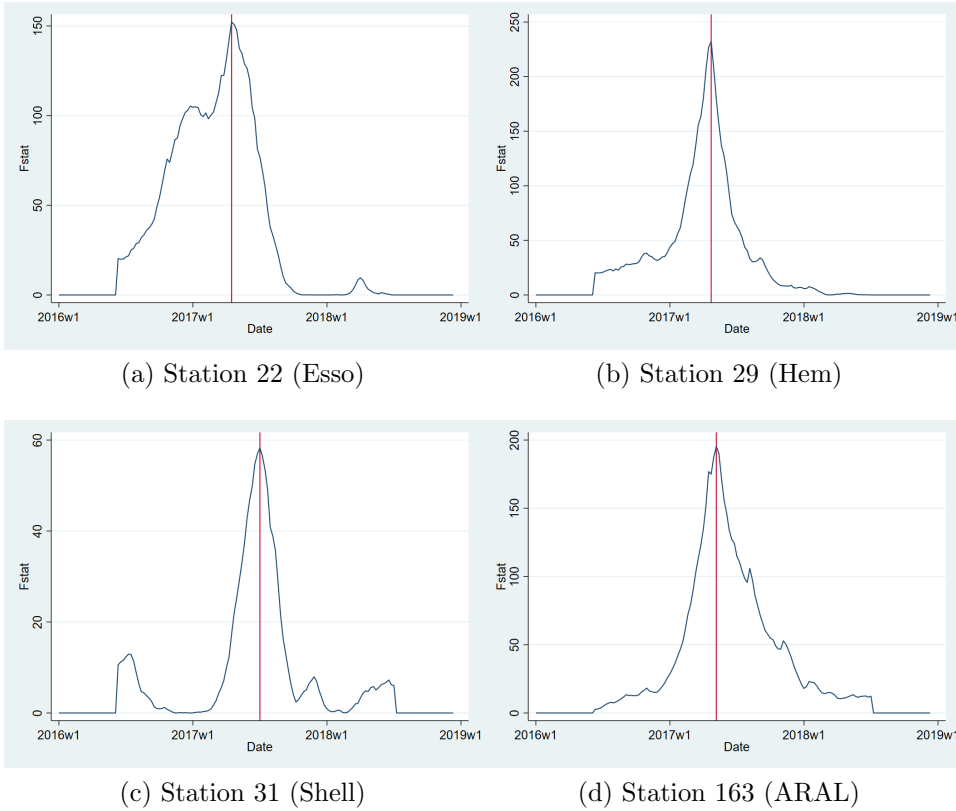 Fstat
150
100
50
0
2016w1 2017w1 2018w1 2019w1
Date
(a) Station 22 (Esso)
Fstat
250
200
150
100
50
0
2016w1 2017w1 2018w1 2019w1
Date
(b) Station 29 (Hem)
Fstat
60
40
20
0
2016w1 2017w1 2018w1 2019w1
Date
(c) Station 31 (Shell)
Fstat
200
150
100
50
0
2016w1 2017w1 2018w1 2019w1
Date
(d) Station 163 (ARAL)